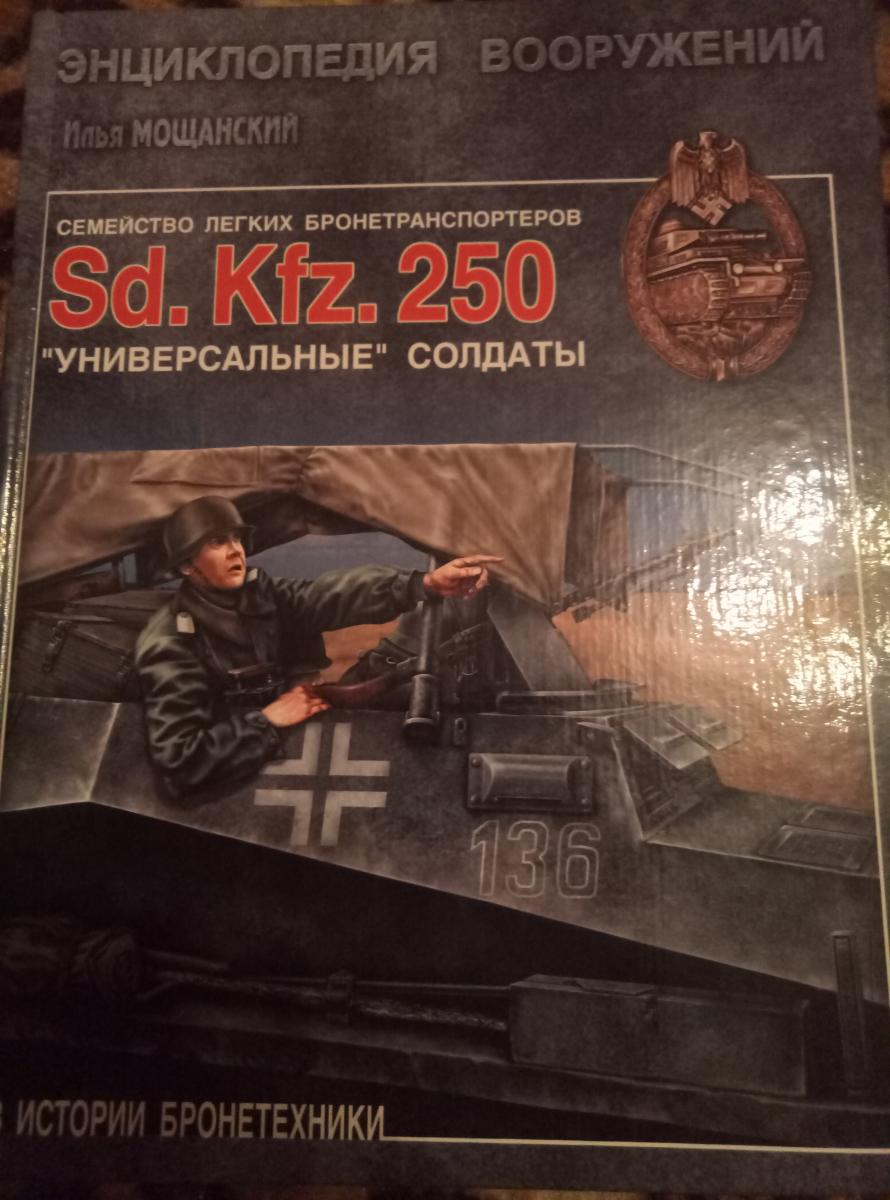 ЭНЦИКЛОПЕДИЯ ВООРУЖЕНИЙ
Илья МОЩАНСКИЙ
СЕМЕЙСТВО ЛЕГКИХ БРОНЕТРАНСПОРТЕРОВ
Sd. Kfz. 250
"УНИВЕРСАЛЬНЫЕ" СОЛДАТЫ
136
ИСТОРИИ БРОНЕТЕХНИКИ